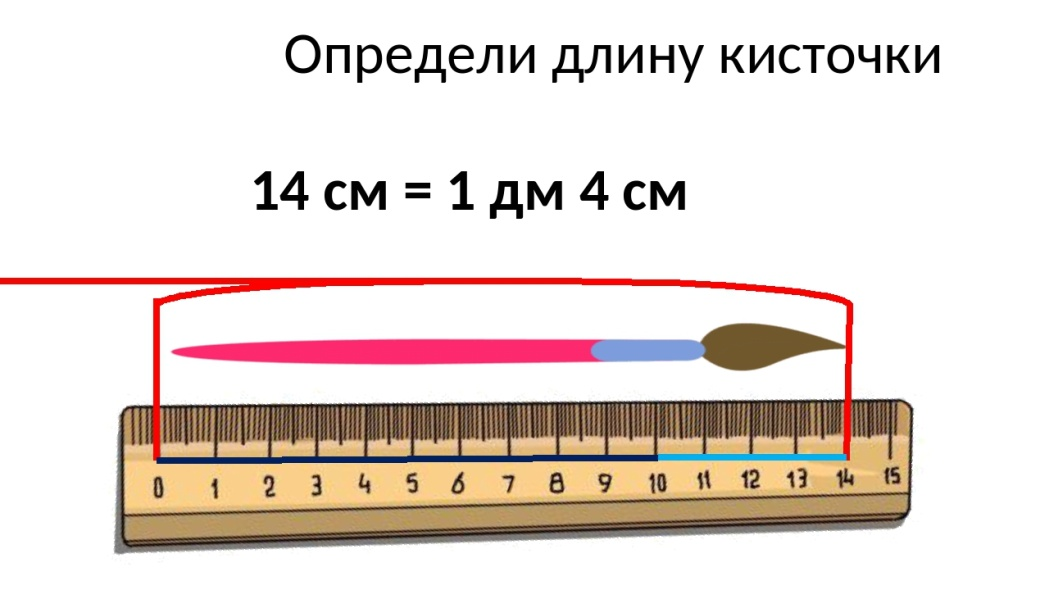 Определи длину кисточки
14 см = 1 дм 4 см
0 1 2 3 4 5 6 7 8 9 10 11 12 13 14 15